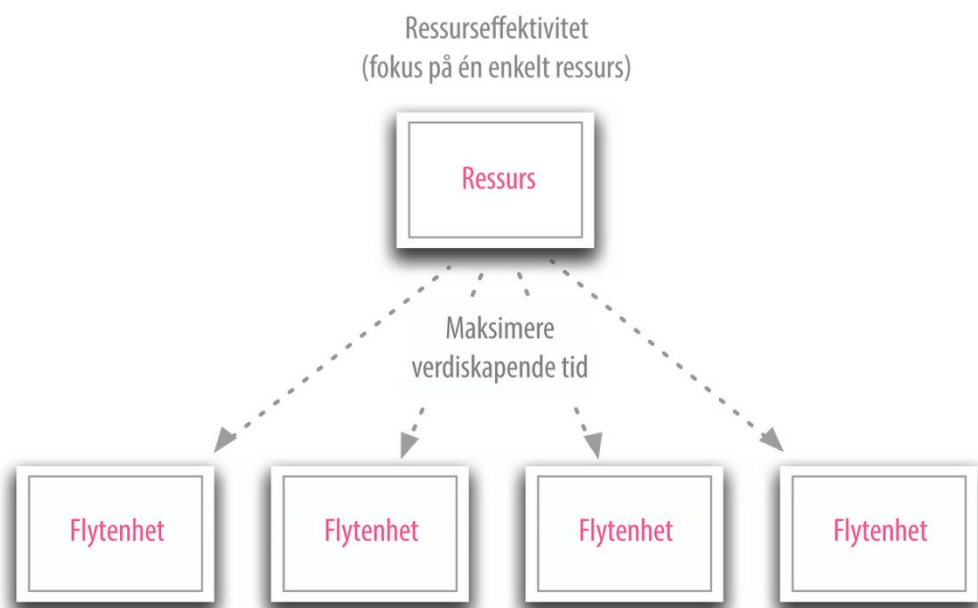 Ressurseffektivitet
(fokus på én enkelt ressurs)
Ressurs
Maksimere
verdiskapende tid
Flytenhet
Flytenhet
Flytenhet
Flytenhet